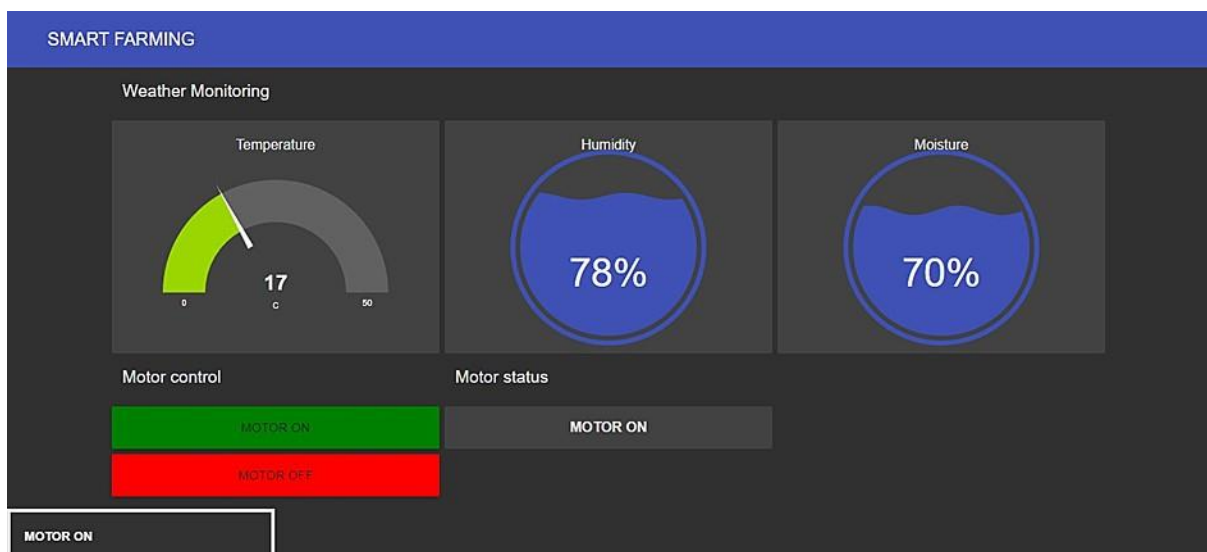 SMART FARMING
Weather Monitoring
Temperature
Humidity
Moisture
17
C
0
50
78%
70%
Motor control
Motor status
MOTOR ON
MOTOR ON
MOTOR OFF
MOTOR ON